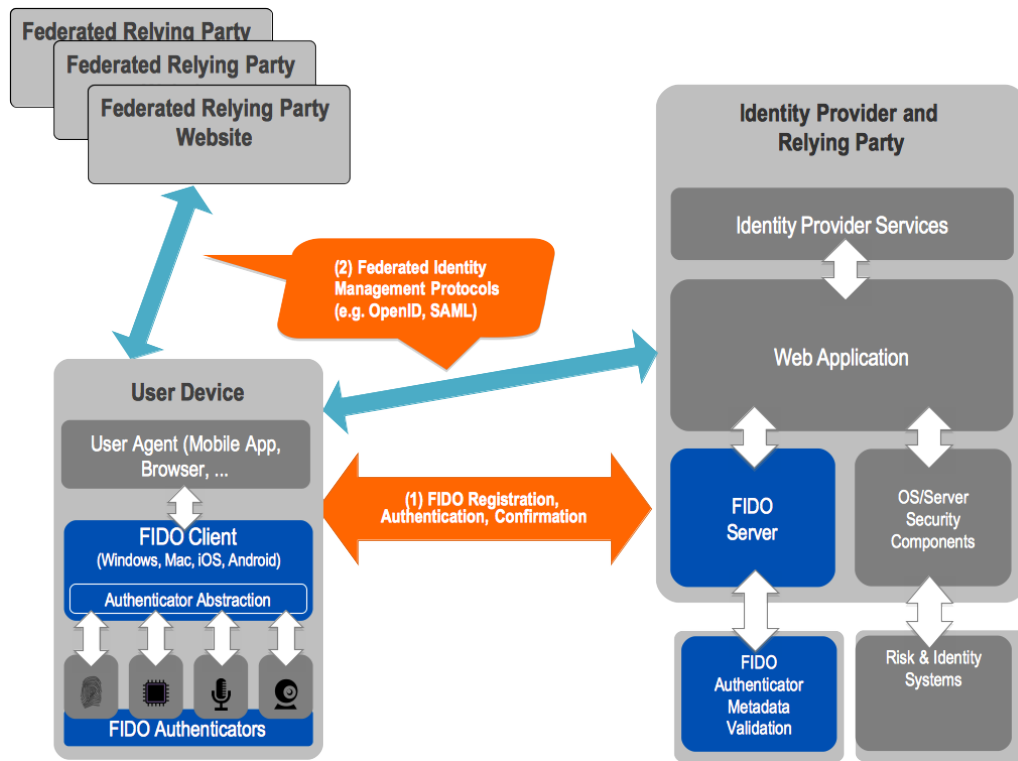 Federated Relying Party
Federated Relying Party
Federated Relying Party
Website
Identity Provider and
Relying Party
Identity Provider Services
(2) Federated Identity
Management Protocols
(e.g. OpenID, SAML)
Web Application
User Device
User Agent (Mobile App,
Browser, ...
(1) FIDO Registration,
Authentication, Confirmation
FIDO
Server
OS/Server
Security
Components
FIDO Client
(Windows, Mac, iOS, Android)
Authenticator Abstraction
FIDO Authenticators
FIDO
Authenticator
Metadata
Validation
Risk & Identity
Systems